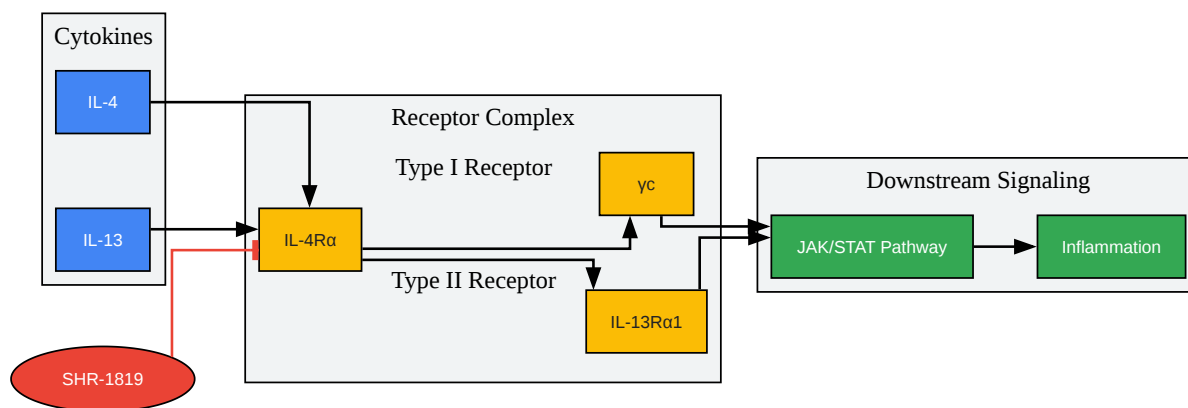 Cytokines
IL-4
IL-13
Receptor Complex
Type I Receptor
γc
IL-4Rα
Type II Receptor
IL-13Rα1
Downstream Signaling
JAK/STAT Pathway
Inflammation
SHR-1819